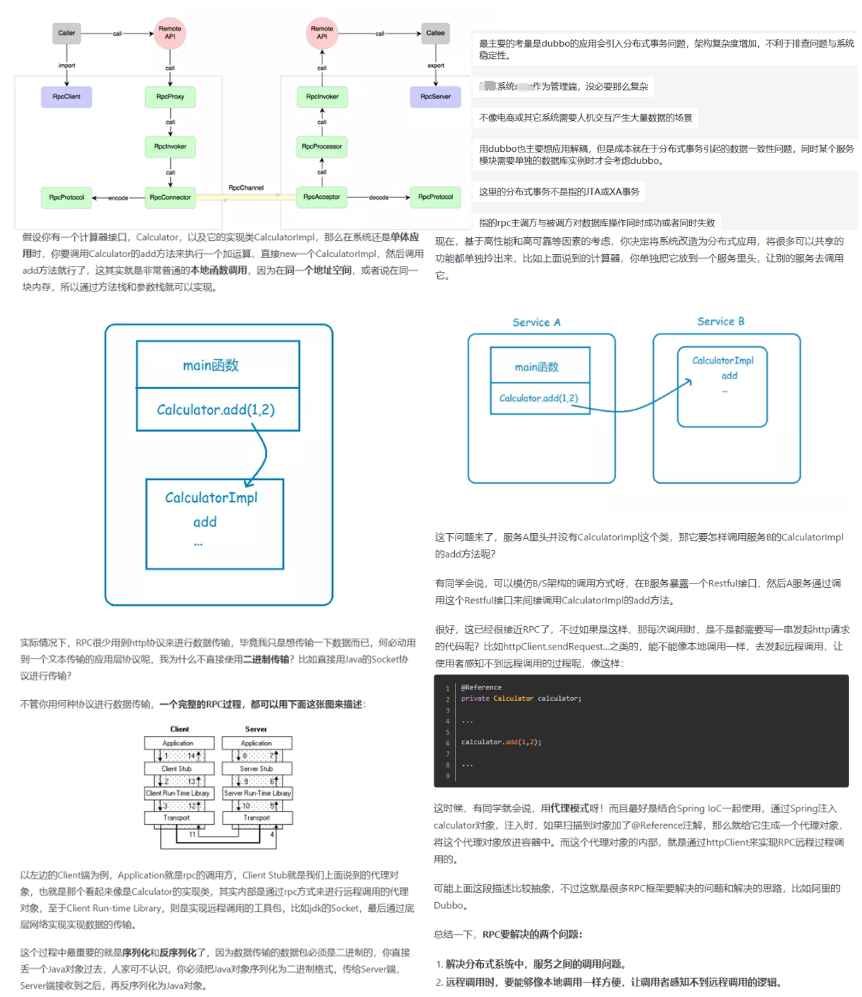 Caller
call
Remote
API
Remote
API
call
Callee
import
call
call
export
RpcClient
RpcProxy
RpcInvoker
RpcServer
call
call
RpcInvoker
RpcProcessor
call
RpcChannel
call
RpcProtocol
encode
RpcConnector
RpcAcceptor
decode
RpcProtocol
最主要的考量是dubbo的应用会引入分布式事务问题，架构复杂度增加，不利于排查问题与系统
稳定性。
系统
作为管理端，没必要那么复杂
不像电商或其它系统需要人机交互产生大量数据的场景
用dubbo也主要想应用解耦，但是成本就在于分布式事务引起的数据一致性问题，同时某个服务
模块需要单独的数据库实例时才会考虑dubbo。
这里的分布式事务不是指的JTA或XA事务
指的rpc主调方与被调方对数据库操作同时成功或者同时失败
假设你有一个计算器接口，Calculator，以及它的实现类CalculatorImpl，那么在系统还是单体应
用时，你要调用Calculator的add方法来执行一个加运算，直接new一个CalculatorImpl，然后调用
add方法就行了，这其实就是非常普通的本地函数调用，因为在同一个地址空间，或者说在同一
块内存，所以通过方法栈和参数栈就可以实现。
main函数
Calculator.add(1,2)
CalculatorImpl
add
...
实际情况下，RPC很少用到http协议来进行数据传输，毕竟我只是想传输一下数据而已，何必动用
到一个文本传输的应用层协议呢，我为什么不直接使用二进制传输？比如直接用Java的Socket协
议进行传输？
不管你用何种协议进行数据传输，一个完整的RPC过程，都可以用下面这张图来描述：
Client
Server
Application
Application
1
14
8
7
Client Stub
Server Stub
2
13
9
6
Client Run-Time Library
Server Run-Time Library
3
12
10
5
Transport
Transport
11
4
以左边的Client端为例，Application就是rpc的调用方，Client Stub就是我们上面说到的代理对
象，也就是那个看起来像是Calculator的实现类，其实内部是通过rpc方式来进行远程调用的代理
对象，至于Client Run-time Library，则是实现远程调用的工具包，比如jdk的Socket，最后通过底
层网络实现实现数据的传输。
这个过程中最重要的就是序列化和反序列化了，因为数据传输的数据包必须是二进制的，你直接
丢一个Java对象过去，人家可不认识，你必须把Java对象序列化为二进制格式，传给Server端，
Server端接收到之后，再反序列化为Java对象。
现在，基于高性能和高可靠等因素的考虑，你决定将系统改造为分布式应用，将很多可以共享的
功能都单独拎出来，比如上面说到的计算器，你单独把它放到一个服务里头，让别的服务去调用
它。
Service A
Service B
main函数
Calculator.add(1,2)
CalculatorImpl
add
...
这下问题来了，服务A里头并没有CalculatorImpl这个类，那它要怎样调用服务B的CalculatorImpl
的add方法呢？
有同学会说，可以模仿B/S架构的调用方式呀，在B服务暴露一个Restful接口，然后A服务通过调
用这个Restful接口来间接调用CalculatorImpl的add方法。
很好，这已经很接近RPC了，不过如果是这样，那每次调用时，是不是都需要写一串发起http请求
的代码呢？比如httpClient.sendRequest...之类的，能不能像本地调用一样，去发起远程调用，让
使用者感知不到远程调用的过程呢，像这样：
1 @Reference
2 private Calculator calculator;
3
4 ...
5
6 calculator.add(1,2);
7
8 ...
9
这时候，有同学就会说，用代理模式呀！而且最好是结合Spring IoC一起使用，通过Spring注入
calculator对象，注入时，如果扫描到对象加了@Reference注解，那么就给它生成一个代理对象，
将这个代理对象放进容器中。而这个代理对象的内部，就是通过httpClient来实现RPC远程过程调
用的。
可能上面这段描述比较抽象，不过这就是很多RPC框架要解决的问题和解决的思路，比如阿里的
Dubbo。
总结一下，RPC要解决的两个问题：
1. 解决分布式系统中，服务之间的调用问题。
2. 远程调用时，要能够像本地调用一样方便，让调用者感知不到远程调用的逻辑。